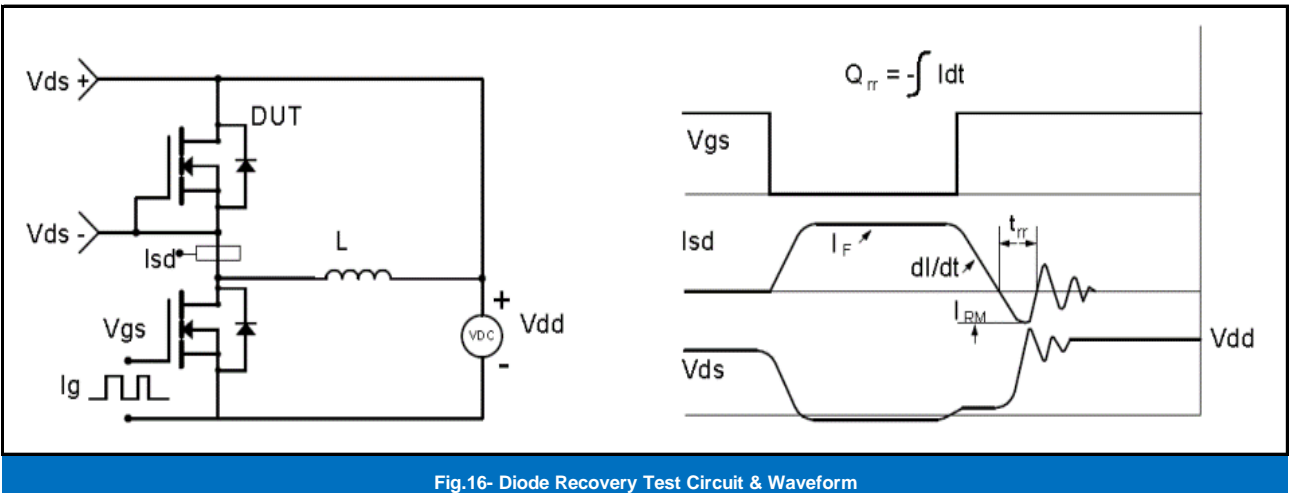 Vds +
DUT
Vds -
Isd
L
Vgs
Ig
VDC
+
-
Vdd
Q rr = -∫ Idt
Vgs
Isd
I F
dI/dt
t rr
I RM
Vds
Vdd
Fig.16- Diode Recovery Test Circuit & Waveform